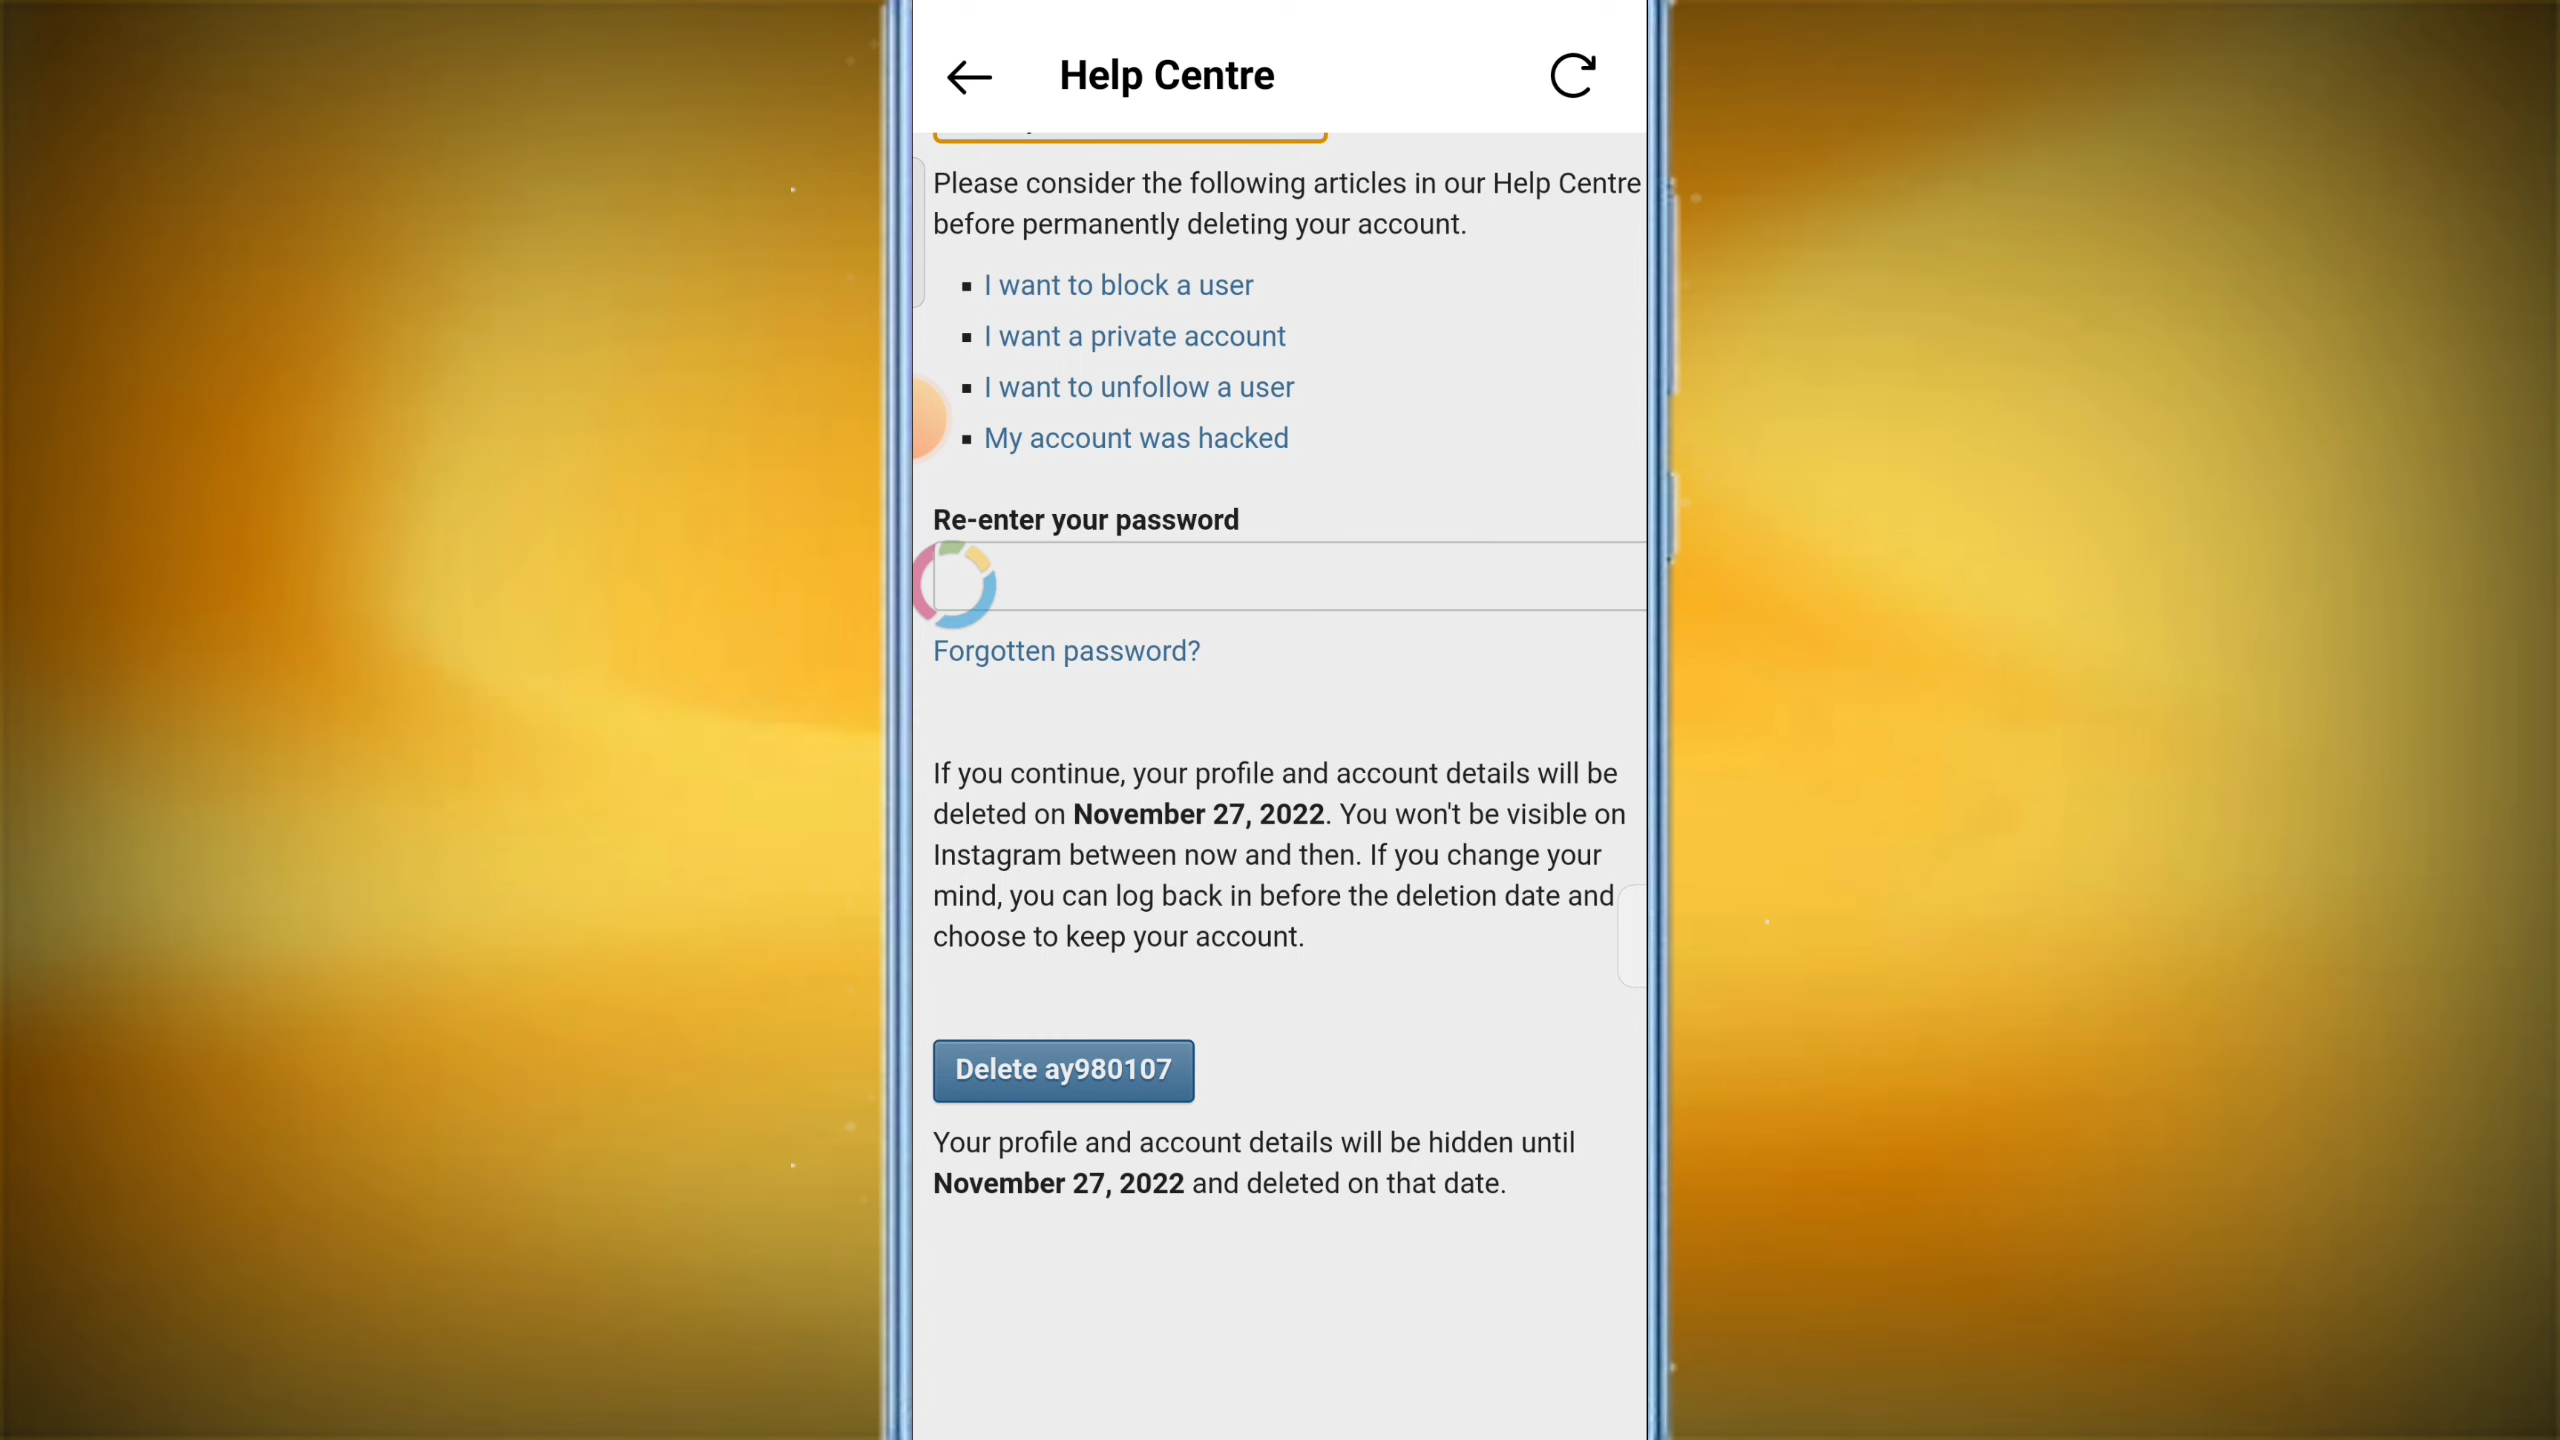 Help Centre
Please consider the following articles in our Help Centre
before permanently deleting your account.
I want to block a user
I want a private account
I want to unfollow a user
My account was hacked
Re-enter your password
Forgotten password?
If you continue, your profile and account details will be
deleted on November 27, 2022. You won't be visible on
Instagram between now and then. If you change your
mind, you can log back in before the deletion date and
choose to keep your account.
Delete ay980107
Your profile and account details will be hidden until
November 27, 2022 and deleted on that date.